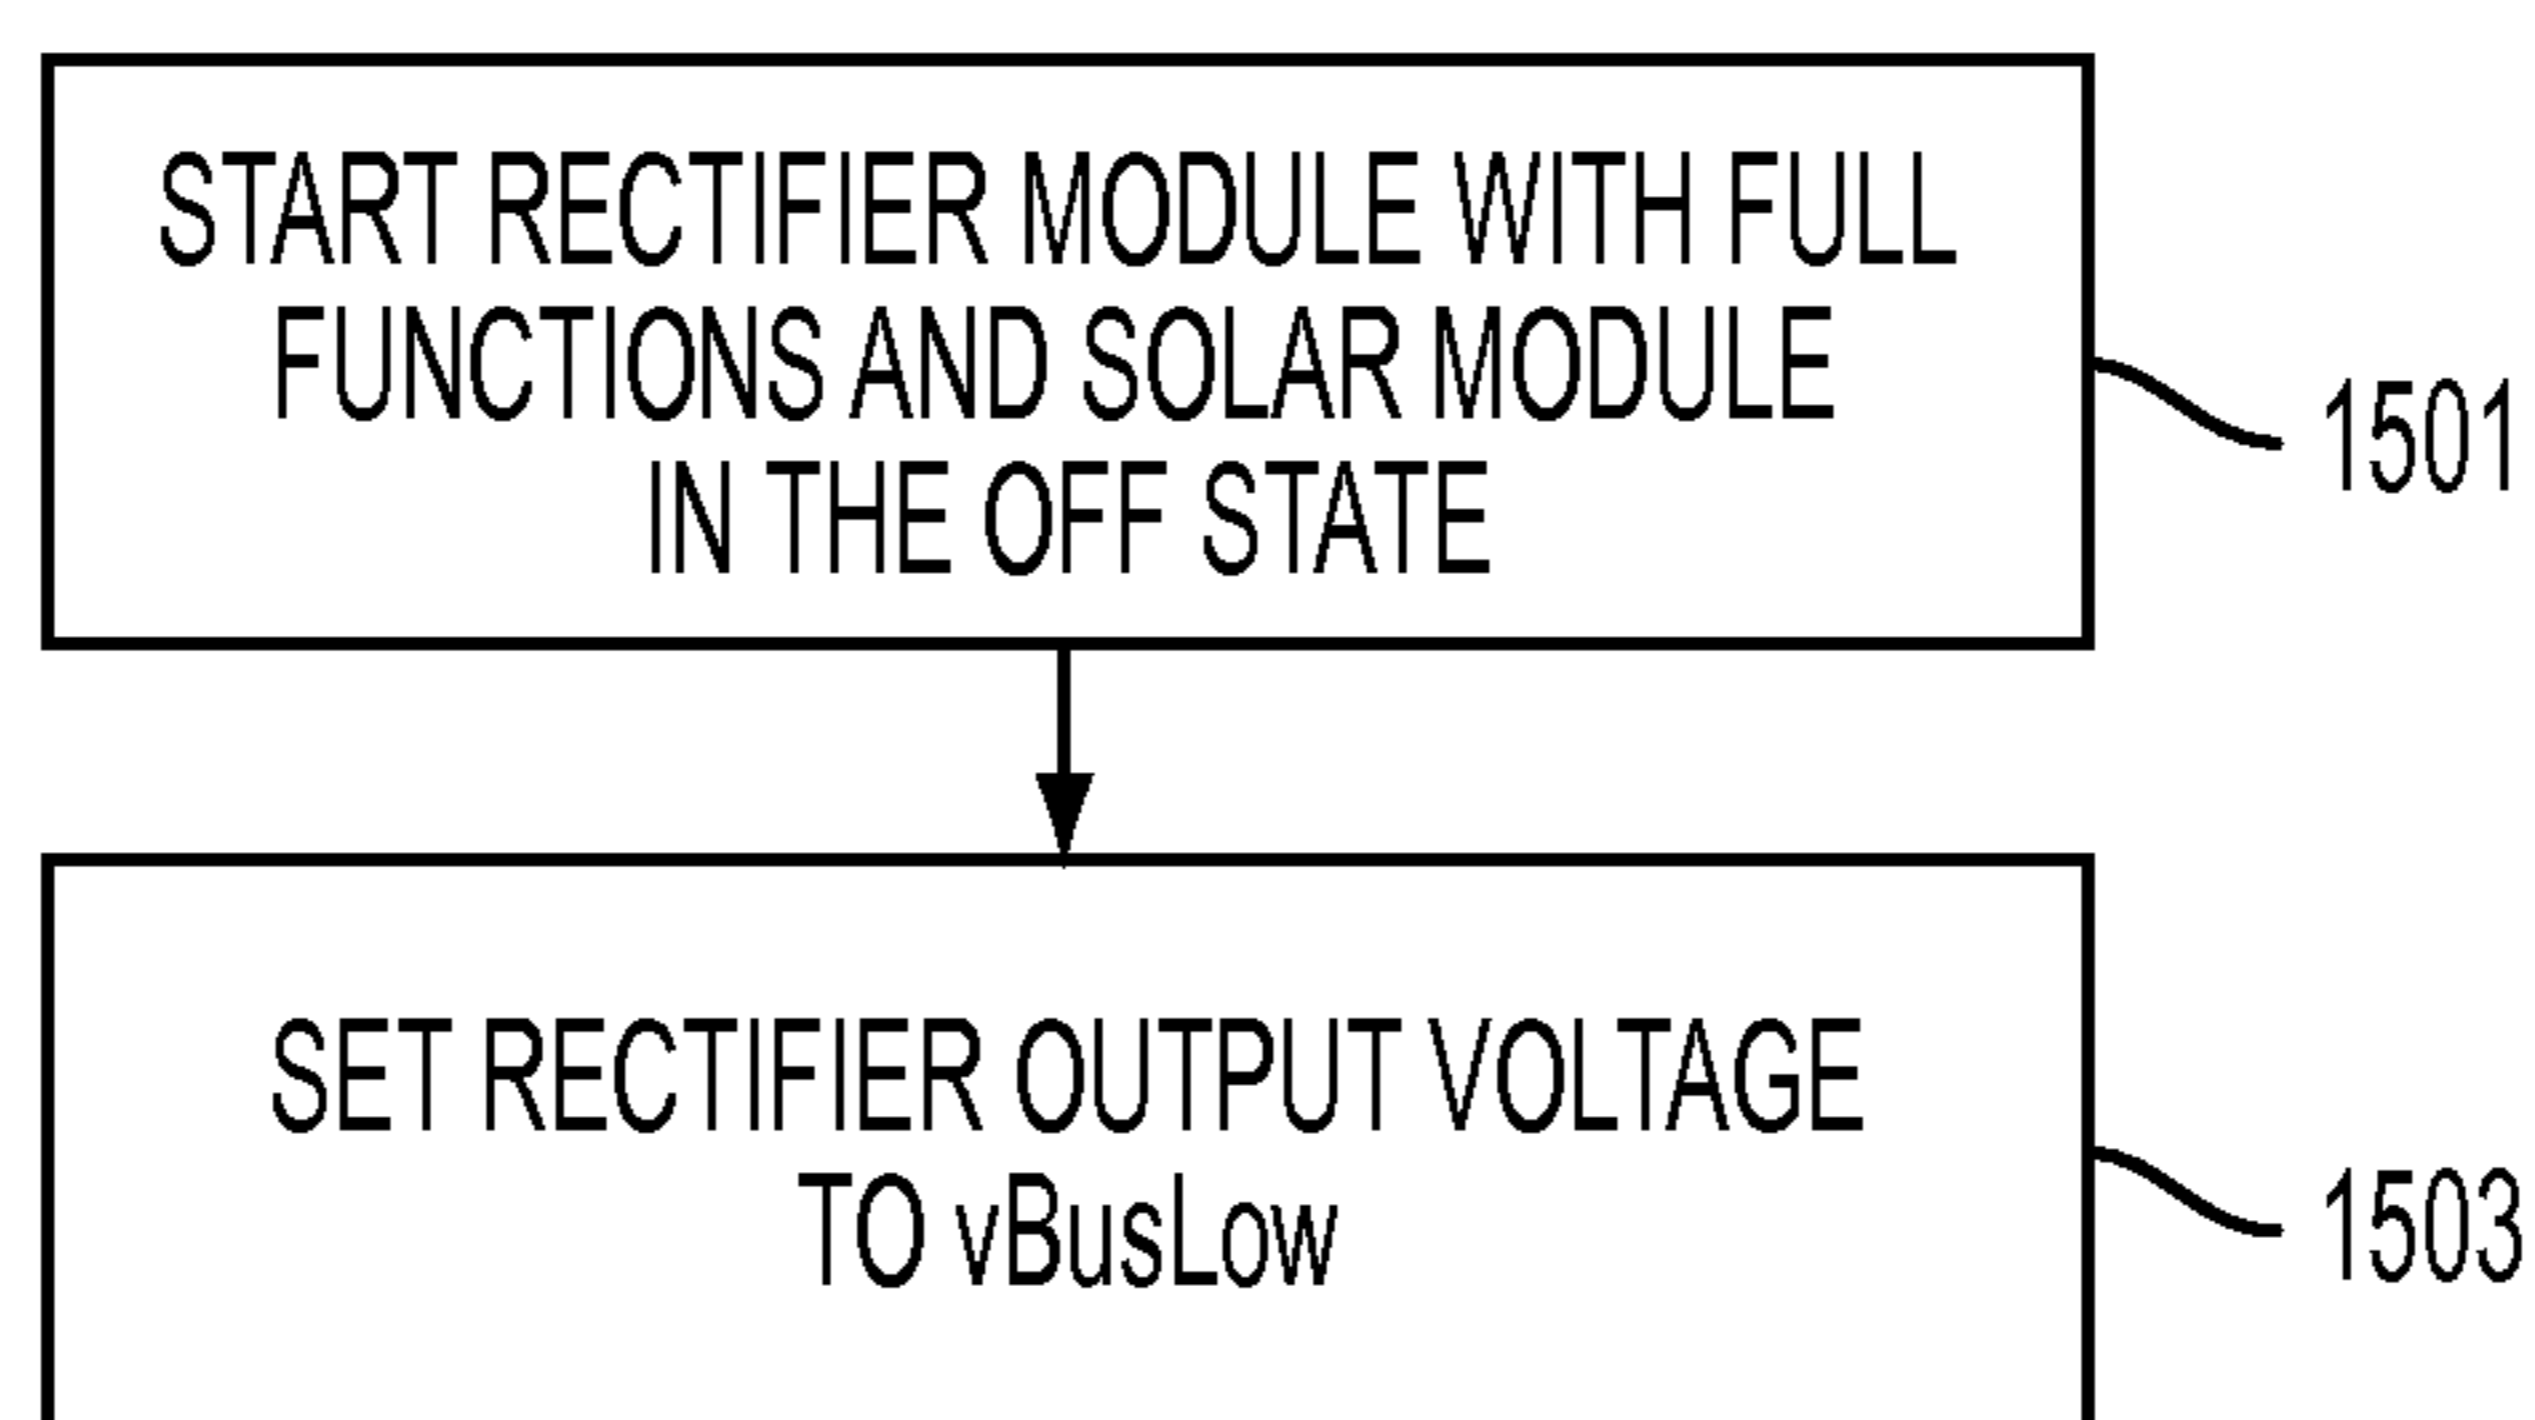 START RECTIFIER MODULE WITH FULL
FUNCTIONS AND SOLAR MODULE
IN THE OFF STATE
1501
SET RECTIFIER OUTPUT VOLTAGE
TO vBusLow
1503